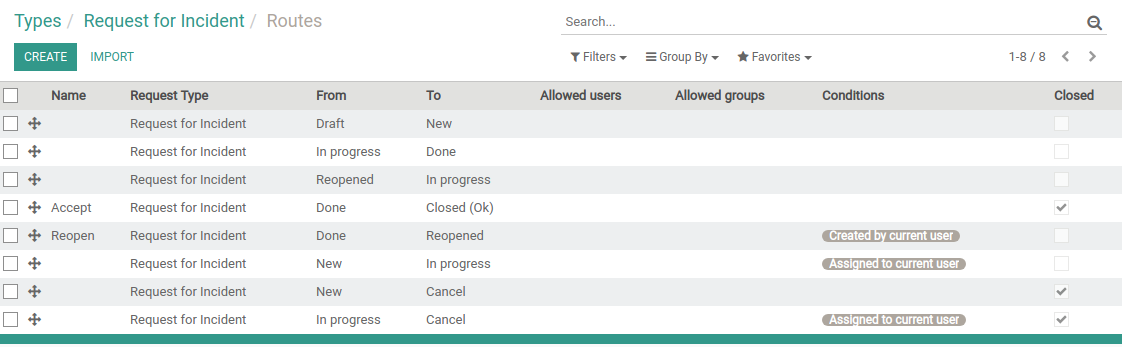 Types / Request for Incident / Routes
Search...
CREATE IMPORT
Filters Group By Favorites 1-8 / 8
Name Request Type From To Allowed users Allowed groups Conditions Closed
Request for Incident Draft New
Request for Incident In progress Done
Request for Incident Reopened In progress
Accept Request for Incident Done Closed (Ok)
Reopen Request for Incident Done Reopened Created by current user
Request for Incident New In progress Assigned to current user
Request for Incident New Cancel
Request for Incident In progress Cancel Assigned to current user